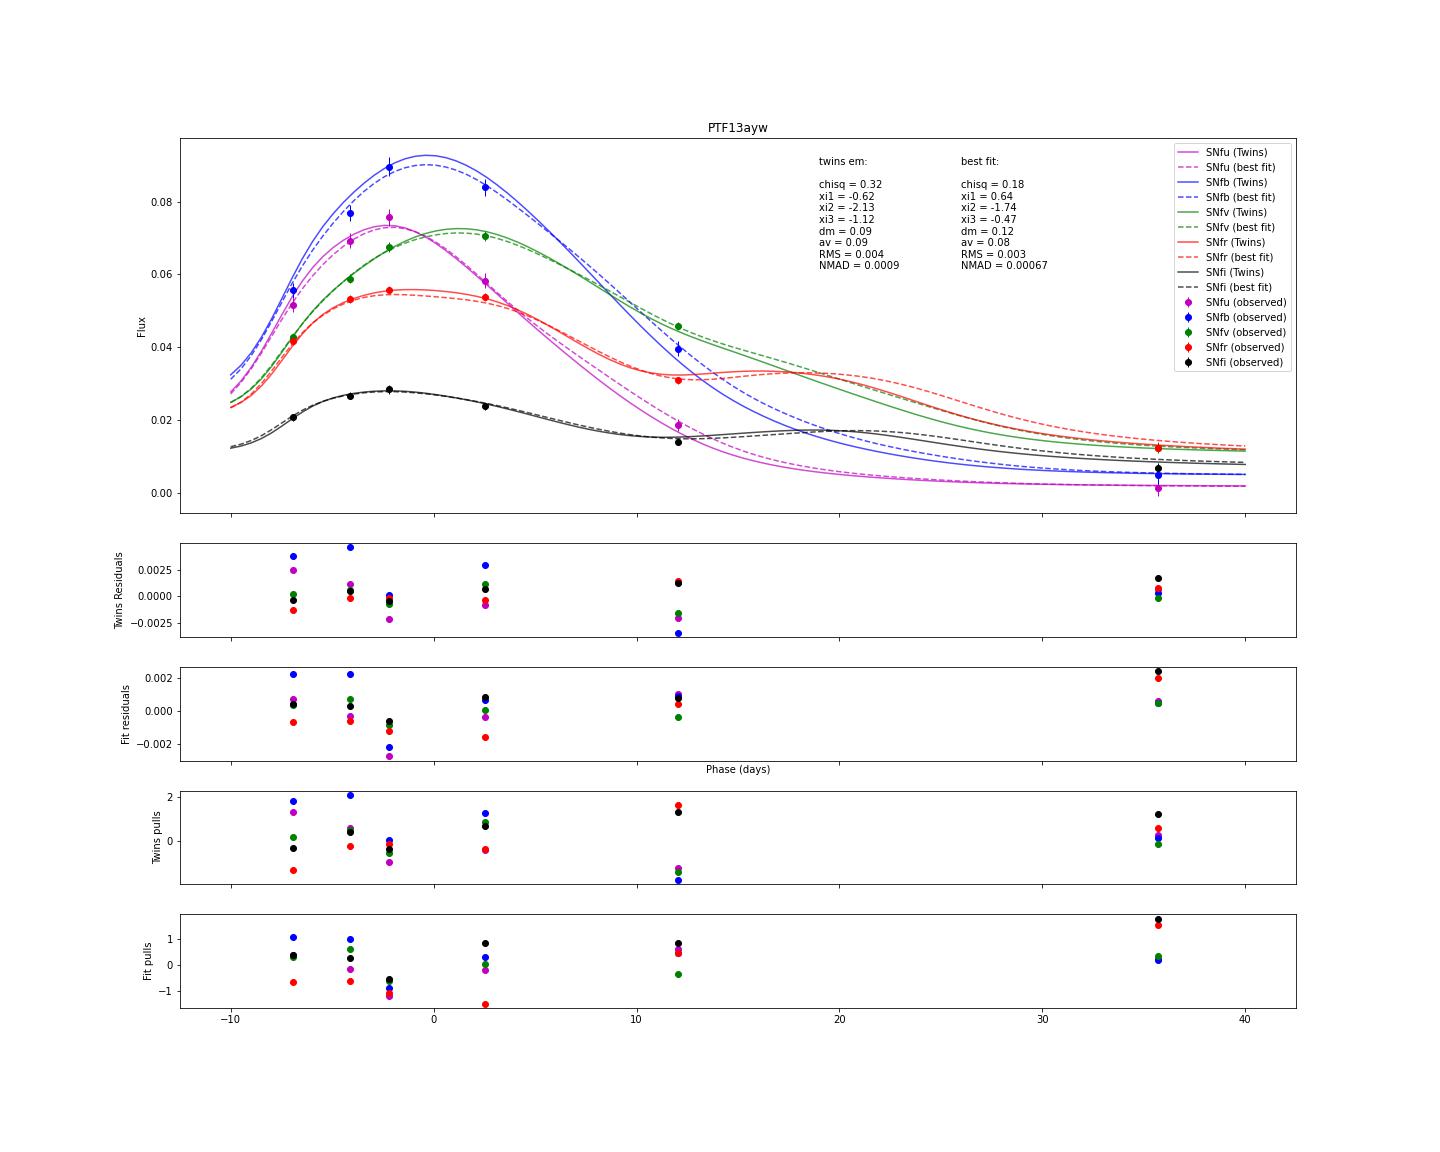 PTF13ayw
Flux
0.08
0.06
0.04
0.02
0.00
twins em:
chisq = 0.32
xi1 = -0.62
xi2 = -2.13
xi3 = -1.12
dm = 0.09
av = 0.09
RMS = 0.004
NMAD = 0.0009
best fit:
chisq = 0.18
xi1 = 0.64
xi2 = -1.74
xi3 = -0.47
dm = 0.12
av = 0.08
RMS = 0.003
NMAD = 0.00067
SNfu (Twins)
SNfu (best fit)
SNfb (Twins)
SNfb (best fit)
SNfv (Twins)
SNfv (best fit)
SNfr (Twins)
SNfr (best fit)
SNfi (Twins)
SNfi (best fit)
SNfu (observed)
SNfb (observed)
SNfv (observed)
SNfr (observed)
SNfi (observed)
Twins Residuals
0.0025
0.0000
−0.0025
Fit residuals
0.002
0.000
−0.002
Phase (days)
Twins pulls
2
0
Fit pulls
1
0
−1
−10 0 10 20 30 40